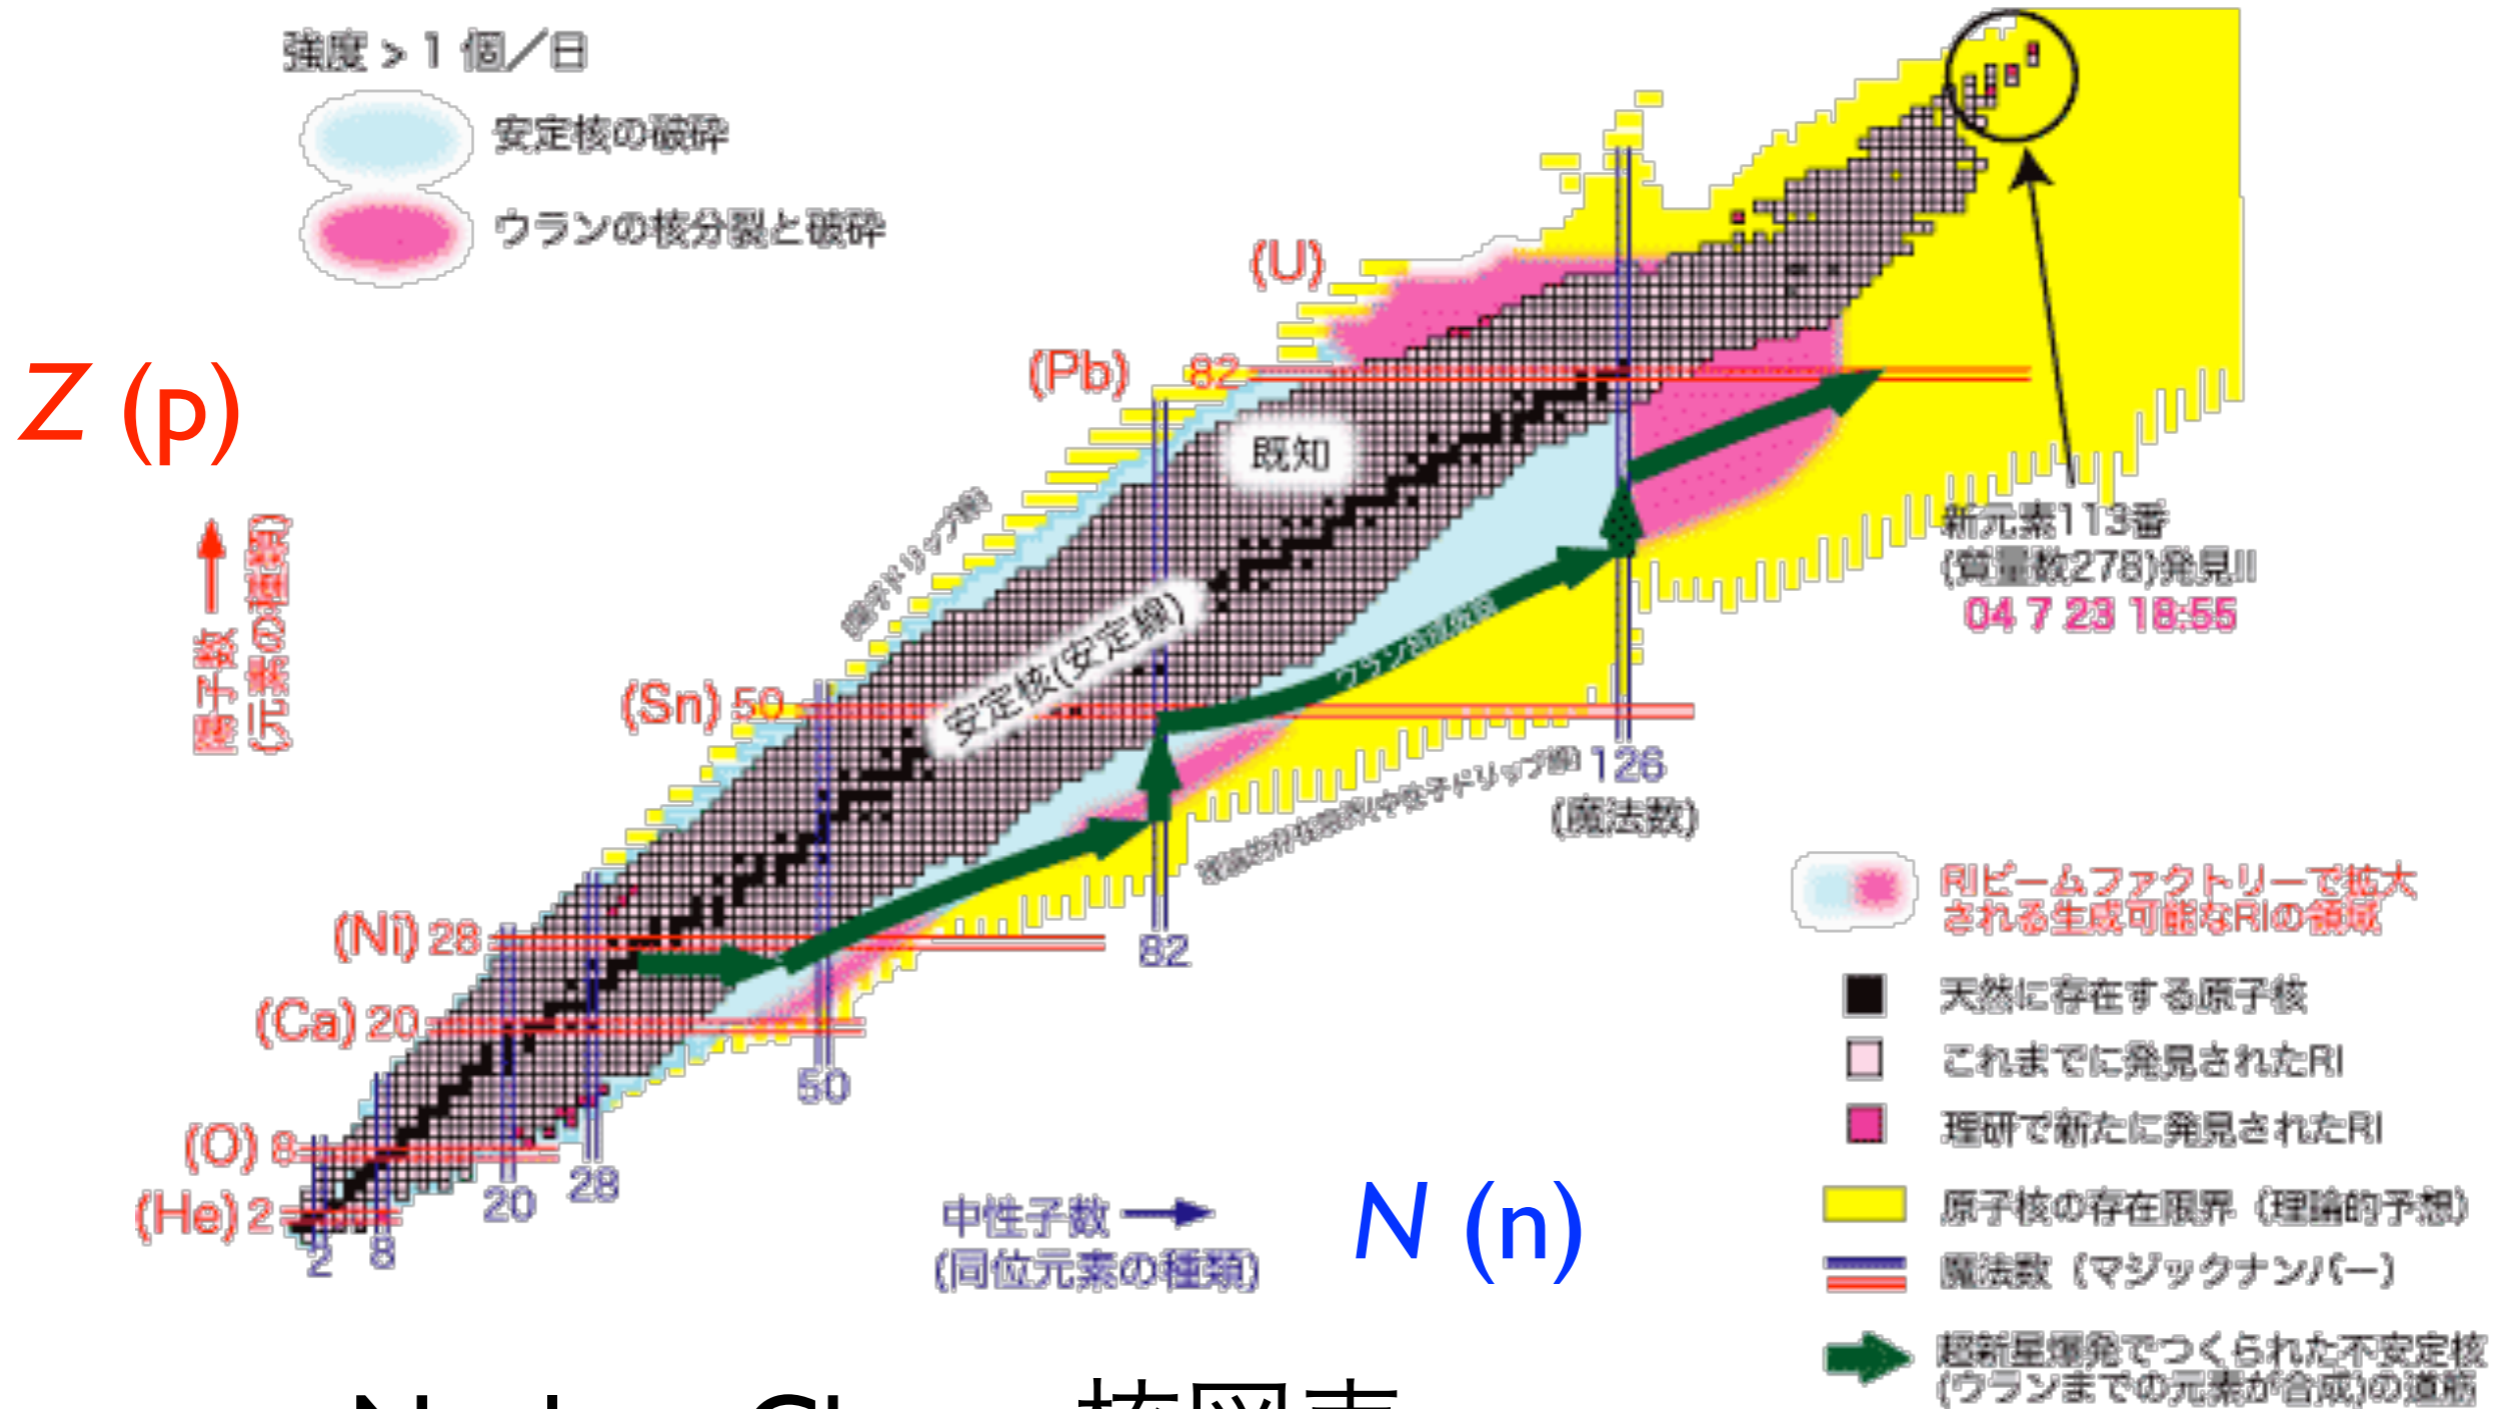 強度 > 1 個／日
安定核の破砕
ウランの核分裂と破砕
(U)
Z (p)
(Pb) 82
既知
陽子数
(元素の種類)
安定核(安定線)
新元素113番
(質量数278)発見!!
04 7 23 18:55
(Sn) 50
126
(魔法数)
82
(Ni) 28
(Ca) 20
50
(O) 8
28
20
(He) 2
8
2
中性子数
(同位元素の種類)
N (n)
RIビームファクトリーで拡大
される生成可能なRIの領域
天然に存在する原子核
これまでに発見されたRI
理研で新たに発見されたRI
原子核の存在限界（理論的予想）
魔法数（マジックナンバー）
超新星爆発でつくられた不安定核
(ウランまでの元素が合成)の道筋
核図表